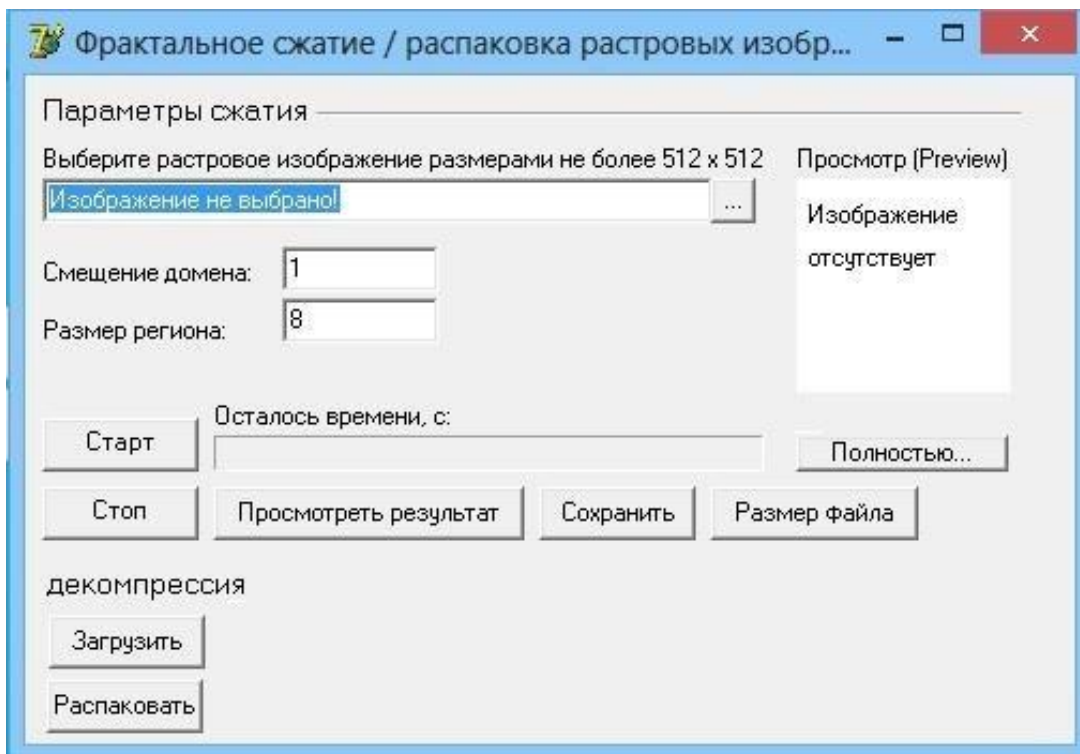 Фрактальное сжатие / распаковка растровых изобр...
Параметры сжатия
Выберите растровое изображение размерами не более 512 x 512
Просмотр (Preview)
Изображение не выбрано!
...
Изображение
отсутствует
Смещение домена:
1
Размер региона:
8
Осталось времени, с:
Старт
Полностью...
Стоп
Просмотреть результат
Сохранить
Размер файла
декомпрессия
Загрузить
Распаковать